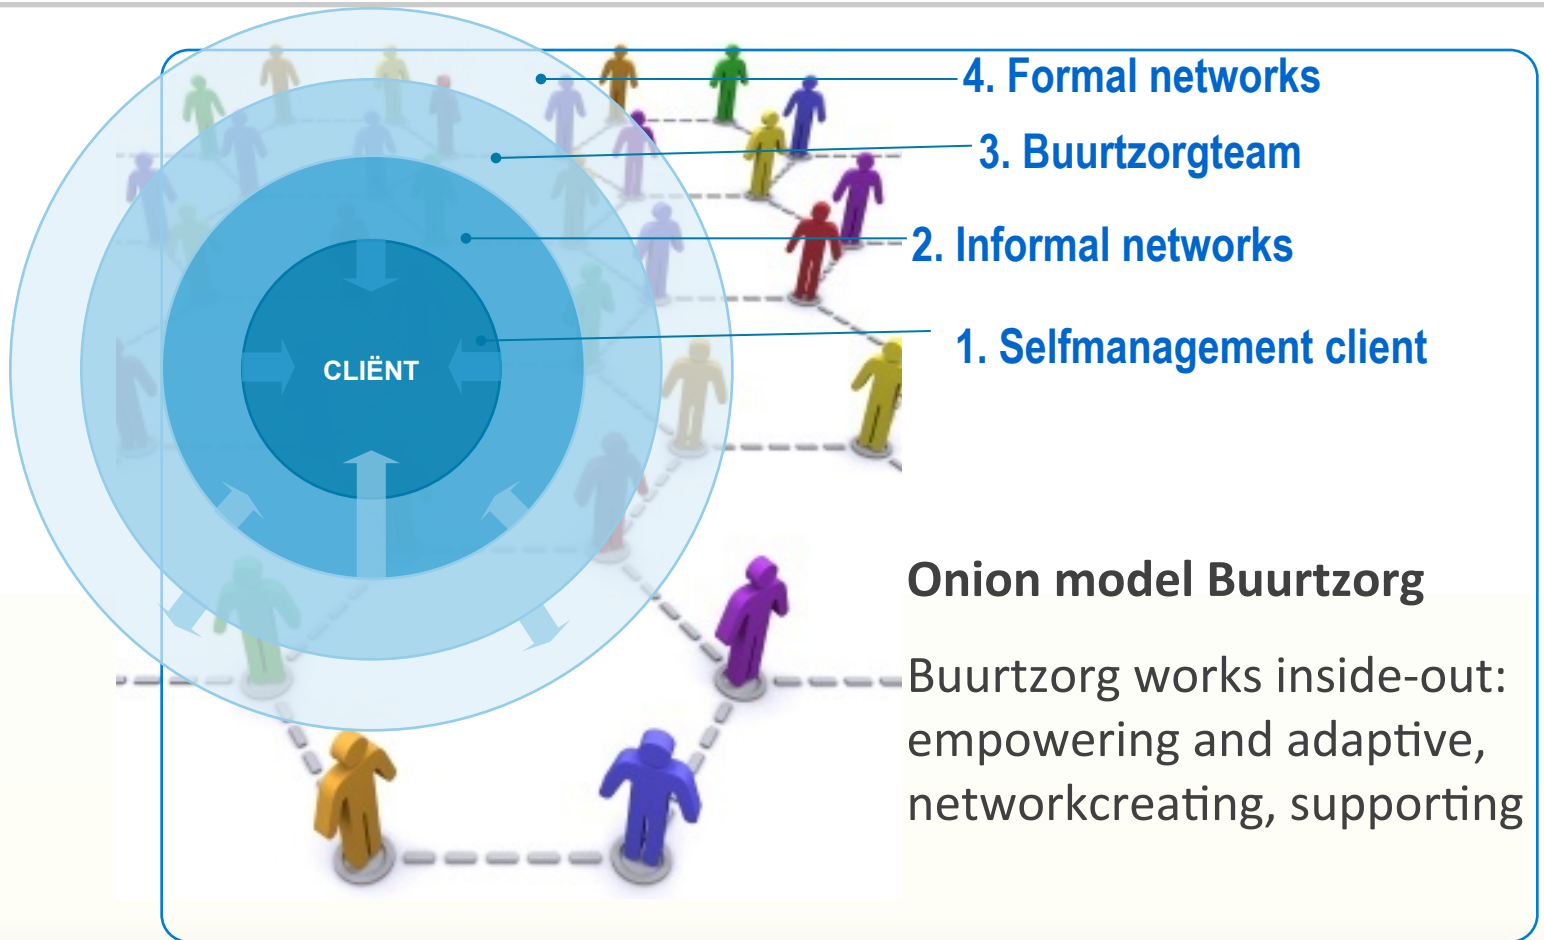 4. Formal networks
3. Buurtzorgteam
2. Informal networks
1. Selfmanagement client
CLIËNT
Onion model Buurtzorg
Buurtzorg works inside-out:
empowering and adaptive,
networkcreating, supporting